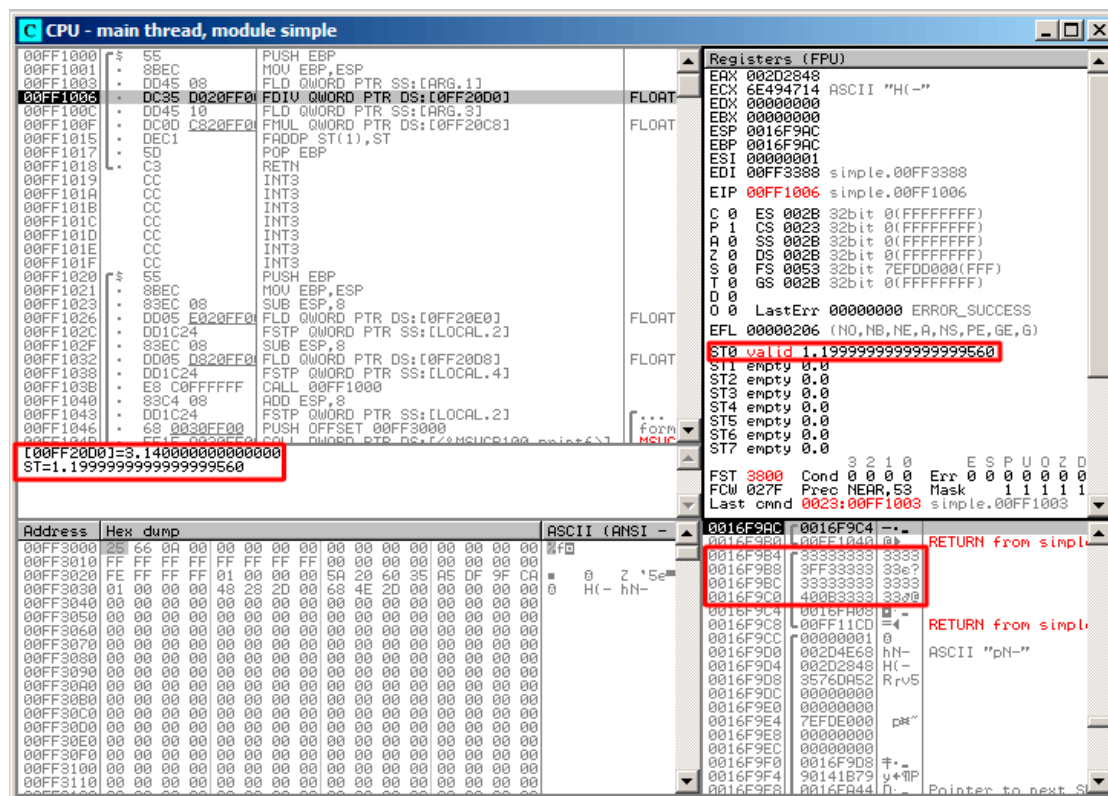 CPU - main thread, module simple
00FF1000 $ 55 PUSH EBP
00FF1001 . 8BEC MOV EBP,ESP
00FF1003 . DD45 08 FLD QWORD PTR SS:[ARG.1]
00FF1006 . DC35 D020FF0 FDIV QWORD PTR DS:[0FF20D0] FLOAT
00FF100C . DD45 10 FLD QWORD PTR SS:[ARG.3]
00FF100F . DC0D C820FF0 FMUL QWORD PTR DS:[0FF20C8] FLOAT
00FF1015 . DEC1 FADDP ST(1),ST
00FF1017 . 5D POP EBP
00FF1018 . C3 RETN
00FF1019 CC INT3
00FF101A CC INT3
00FF101B CC INT3
00FF101C CC INT3
00FF101D CC INT3
00FF101E CC INT3
00FF101F CC INT3
00FF1020 $ 55 PUSH EBP
00FF1021 . 8BEC MOV EBP,ESP
00FF1023 . 83EC 08 SUB ESP,8
00FF1026 . DD05 E020FF0 FLD QWORD PTR DS:[0FF20E0] FLOAT
00FF102C . DD1C24 FSTP QWORD PTR SS:[LOCAL.2]
00FF102F . 83EC 08 SUB ESP,8
00FF1032 . DD05 D820FF0 FLD QWORD PTR DS:[0FF20D8] FLOAT
00FF1038 . DD1C24 FSTP QWORD PTR SS:[LOCAL.4]
00FF103B . E8 C0FFFFFF CALL 00FF1000
00FF1040 . 83C4 08 ADD ESP,8
00FF1043 . DD1C24 FSTP QWORD PTR SS:[LOCAL.2]
00FF1046 . 68 0030FF00 PUSH OFFSET 00FF3000 form
[00FF20D0]=3.140000000000000
ST=1.1999999999999999560
Registers (FPU)
EAX 002D2848
ECX 6E494714 ASCII "H(-"
EDX 00000000
EBX 00000000
ESP 0016F9AC
EBP 0016F9AC
ESI 00000001
EDI 00FF3388 simple.00FF3388
EIP 00FF1006 simple.00FF1006
C 0 ES 002B 32bit 0(FFFFFFFF)
P 1 CS 0023 32bit 0(FFFFFFFF)
A 0 SS 002B 32bit 0(FFFFFFFF)
Z 0 DS 002B 32bit 0(FFFFFFFF)
S 0 FS 0053 32bit 7EFDD000(FFF)
T 0 GS 002B 32bit 0(FFFFFFFF)
D 0
O 0 LastErr 00000000 ERROR_SUCCESS
EFL 00000206 (NO,NB,NE,A,NS,PE,GE,G)
ST0 valid 1.1999999999999999560
ST1 empty 0.0
ST2 empty 0.0
ST3 empty 0.0
ST4 empty 0.0
ST5 empty 0.0
ST6 empty 0.0
ST7 empty 0.0
3 2 1 0 E S P U O Z D
FST 3800 Cond 0 0 0 0 Err 0 0 0 0 0 0 0
FCW 027F Prec NEAR,53 Mask 1 1 1 1 1
Last cmnd 0023:00FF1003 simple.00FF1003
Address Hex dump ASCII (ANSI -
00FF3000 25 66 0A 00 00 00 00 00 00 00 00 00 00 00 00 00 %f
00FF3010 FF FF FF FF FF FF FF FF 00 00 00 00 00 00 00 00
00FF3020 FE FF FF FF 01 00 00 00 5A 20 60 35 A5 DF 9F CA
00FF3030 01 00 00 00 48 28 2D 00 68 4E 2D 00 00 00 00 00 H(- hN-
00FF3040 00 00 00 00 00 00 00 00 00 00 00 00 00 00 00 00
00FF3050 00 00 00 00 00 00 00 00 00 00 00 00 00 00 00 00
00FF3060 00 00 00 00 00 00 00 00 00 00 00 00 00 00 00 00
00FF3070 00 00 00 00 00 00 00 00 00 00 00 00 00 00 00 00
00FF3080 00 00 00 00 00 00 00 00 00 00 00 00 00 00 00 00
00FF3090 00 00 00 00 00 00 00 00 00 00 00 00 00 00 00 00
00FF30A0 00 00 00 00 00 00 00 00 00 00 00 00 00 00 00 00
00FF30B0 00 00 00 00 00 00 00 00 00 00 00 00 00 00 00 00
00FF30C0 00 00 00 00 00 00 00 00 00 00 00 00 00 00 00 00
00FF30D0 00 00 00 00 00 00 00 00 00 00 00 00 00 00 00 00
00FF30E0 00 00 00 00 00 00 00 00 00 00 00 00 00 00 00 00
00FF30F0 00 00 00 00 00 00 00 00 00 00 00 00 00 00 00 00
00FF3100 00 00 00 00 00 00 00 00 00 00 00 00 00 00 00 00
00FF3110 00 00 00 00 00 00 00 00 00 00 00 00 00 00 00 00
0016F9AC 0016F9C4
0016F9B0 00FF1040 RETURN from simpl
0016F9B4 33333333 3333
0016F9B8 3FF33333 33
0016F9BC 33333333 3333
0016F9C0 400B3333 33
0016F9C4 0016FA08
0016F9C8 00FF11CD RETURN from simpl
0016F9CC 00000001
0016F9D0 002D4E68 hN- ASCII "pN-"
0016F9D4 002D2848 H(-
0016F9D8 3576DA52 Rrv5
0016F9DC 00000000
0016F9E0 00000000
0016F9E4 7EFDE000
0016F9E8 00000000
0016F9EC 00000000
0016F9F0 0016F9D8
0016F9F4 90141B79
0016F9F8 0016FA44 Pointer to next S